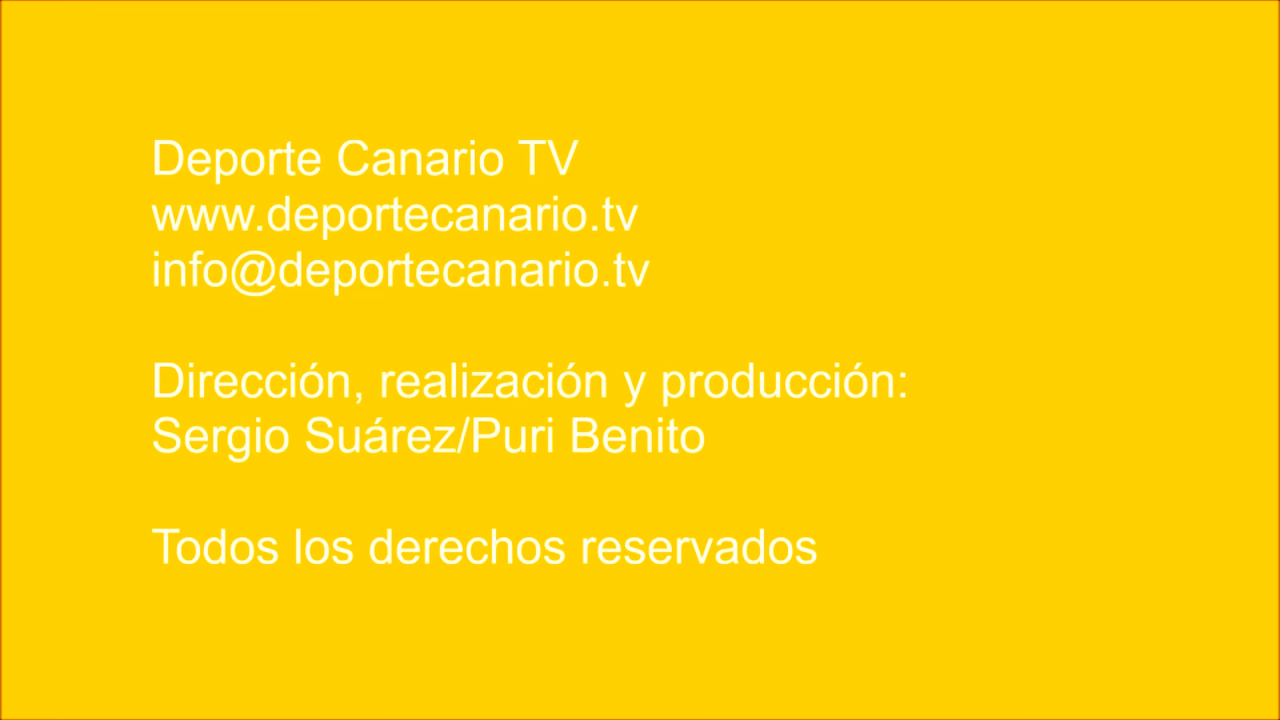 Deporte Canario TV
www.deportecanario.tv
info@deportecanario.tv
Dirección, realización y producción:
Sergio Suárez/Puri Benito
Todos los derechos reservados